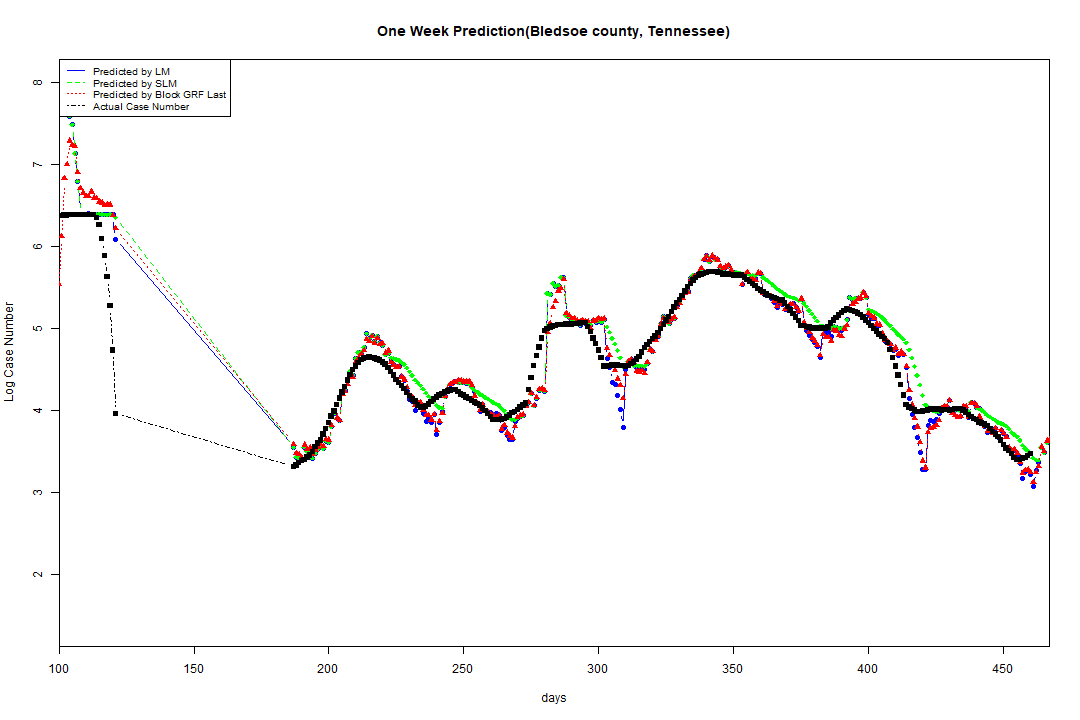 One Week Prediction(Bledsoe county, Tennessee)
Predicted by LM
Predicted by SLM
Predicted by Block GRF Last
Actual Case Number
Log Case Number
8
7
6
5
4
3
2
100 150 200 250 300 350 400 450
days